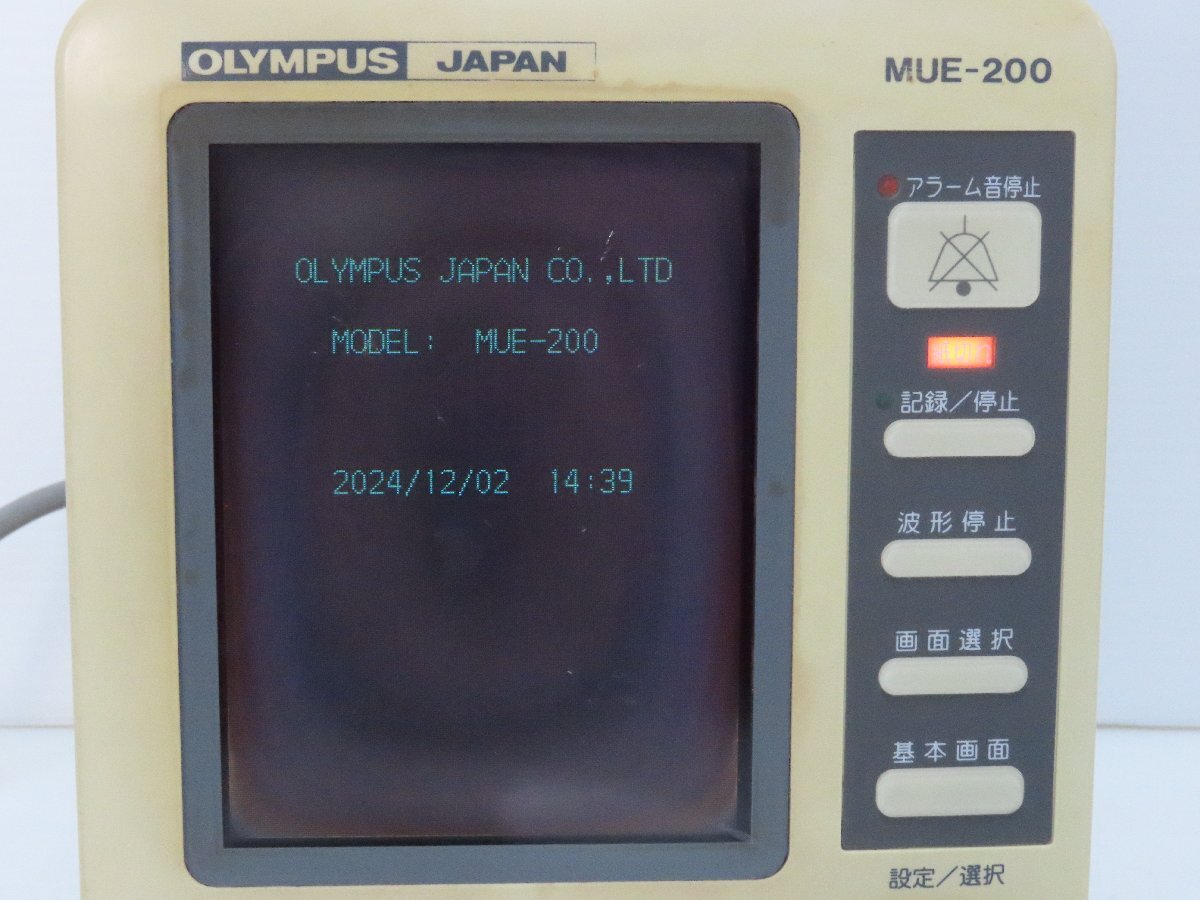 OLYMPUS JAPAN
MUE-200
OLYMPUS JAPAN CO.,LTD
MODEL: MUE-200
2024/12/02 14:39
アラーム音停止
記録/停止
波形停止
画面選択
基本画面
設定/選択